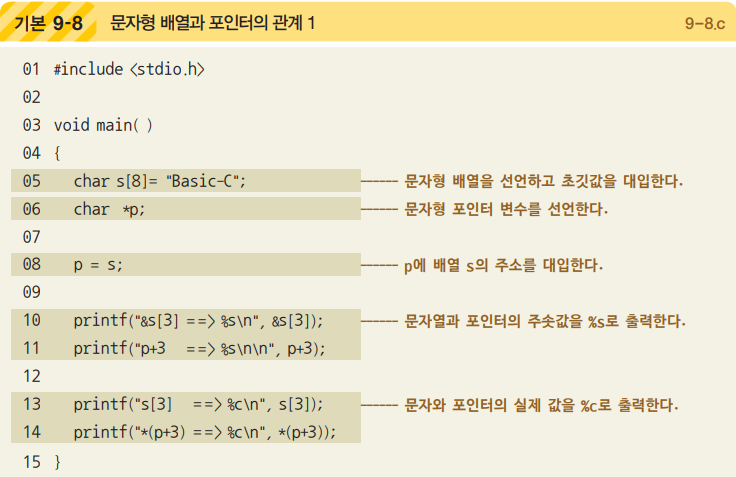 기본 9-8 문자형 배열과 포인터의 관계 1 9-8.c
01 #include <stdio.h>
02
03 void main( )
04 {
05 char s[8]= "Basic-C"; 문자형 배열을 선언하고 초깃값을 대입한다.
06 char *p; 문자형 포인터 변수를 선언한다.
07
08 p = s; p에 배열 s의 주소를 대입한다.
09
10 printf("&s[3] ==> %s\n", &s[3]); 문자열과 포인터의 주솟값을 %s로 출력한다.
11 printf("p+3 ==> %s\n\n", p+3);
12
13 printf("s[3] ==> %c\n", s[3]); 문자와 포인터의 실제 값을 %c로 출력한다.
14 printf("*(p+3) ==> %c\n", *(p+3));
15 }